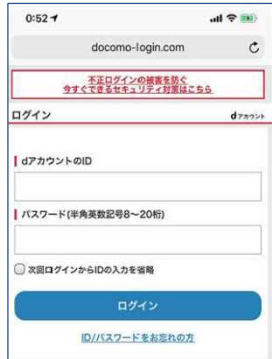 0:52
docomo-login.com
不正ログインの被害を防ぐ
今すぐできるセキュリティ対策はこちら
ログイン
dアカウント
dアカウントのID
パスワード(半角英数記号8〜20桁)
次回ログインからIDの入力を省略
ログイン
ID/パスワードをお忘れの方